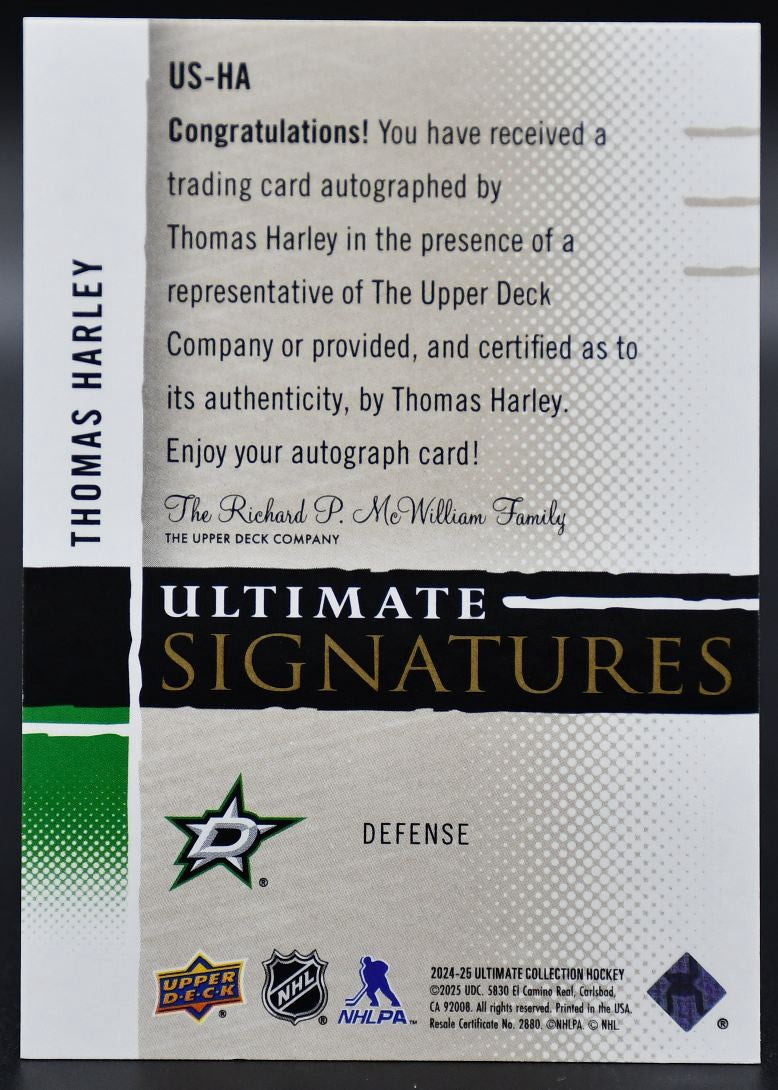 US-HA
Congratulations! You have received a
trading card autographed by
Thomas Harley in the presence of a
representative of The Upper Deck
Company or provided, and certified as to
its authenticity, by Thomas Harley.
Enjoy your autograph card!
The Richard P. McWilliam Family
THE UPPER DECK COMPANY
THOMAS HARLEY
ULTIMATE
SIGNATURES
D
®
DEFENSE
UPPER
D·E·C·K
®
NHL
®
NHLPA™
2024-25 ULTIMATE COLLECTION HOCKEY
©2025 UDC. 5830 El Camino Real, Carlsbad,
CA 92008. All rights reserved. Printed in the USA.
Resale Certificate No. 2880. ©NHLPA. © NHL.
®